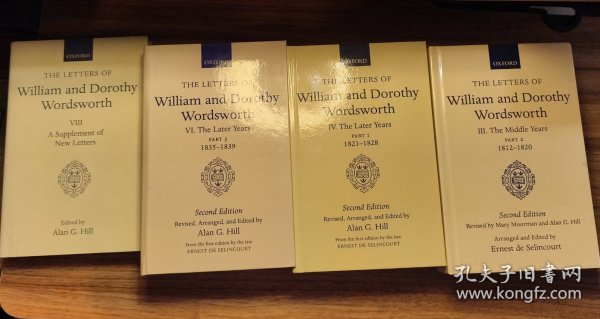 OXFORD
THE LETTERS OF
William and Dorothy
Wordsworth
VIII
A Supplement of
New Letters
Edited by
Alan G. Hill
OXFORD
THE LETTERS OF
William and Dorothy
Wordsworth
VI. The Later Years
PART 3
1835–1839
Second Edition
Revised, Arranged, and Edited by
Alan G. Hill
From the first edition by the late
ERNEST DE SELINCOURT
OXFORD
THE LETTERS OF
William and Dorothy
Wordsworth
IV The Later Years
PART 1
1821–1828
Second Edition
Revised, Arranged, and Edited by
Alan G. Hill
From the first edition by the late
ERNEST DE SELINCOURT
OXFORD
THE LETTERS OF
William and Dorothy
Wordsworth
III. The Middle Years
PART 2
1812–1820
Second Edition
Revised by Mary Moorman and Alan G. Hill
Arranged and Edited by
Ernest de Selincourt
孔夫子旧书网
www.kongfz.com